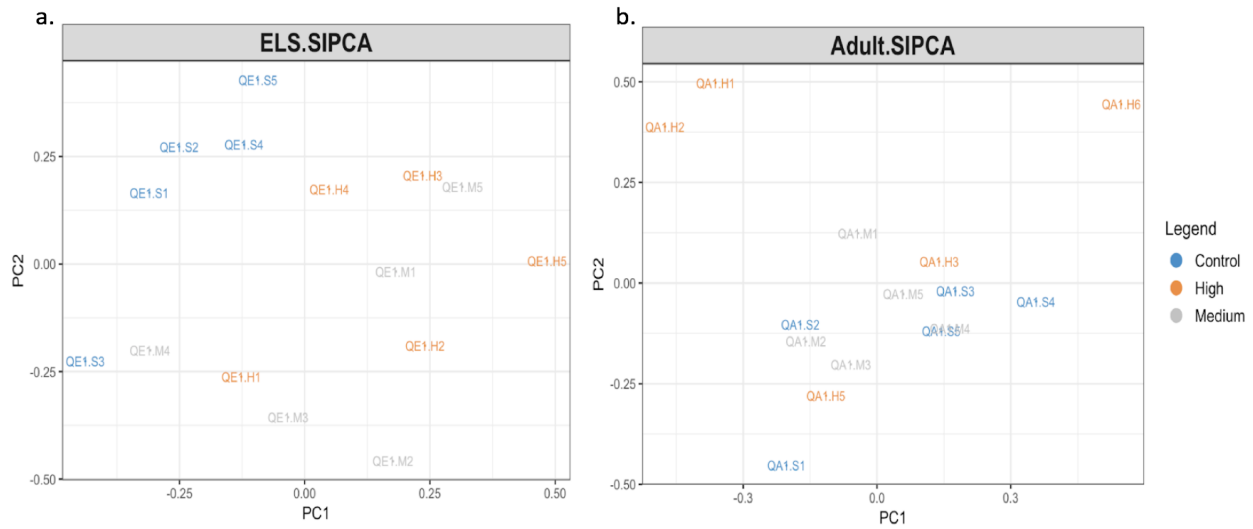 a.
ELS.SIPCA
QE1.S5
QE1.S2
QE1.S4
QE1.S1
QE1.H4
QE1.H3
QE1.M5
QE1.H5
QE1.M1
QE1.H2
QE1.M4
QE1.S3
QE1.H1
QE1.M3
QE1.M2
0.25
0.00
-0.25
-0.50
PC2
-0.25
0.00
0.25
0.50
PC1
b.
Adult.SIPCA
QA1.H1
QA1.H6
QA1.H2
QA1.M1
QA1.H3
QA1.M5
QA1.S3
QA1.S4
QA1.S2
QA1.S5
QA1.M4
QA1.M2
QA1.M3
QA1.H5
QA1.S1
0.50
0.25
0.00
-0.25
-0.50
PC2
-0.3
0.0
0.3
PC1
Legend
Control
High
Medium